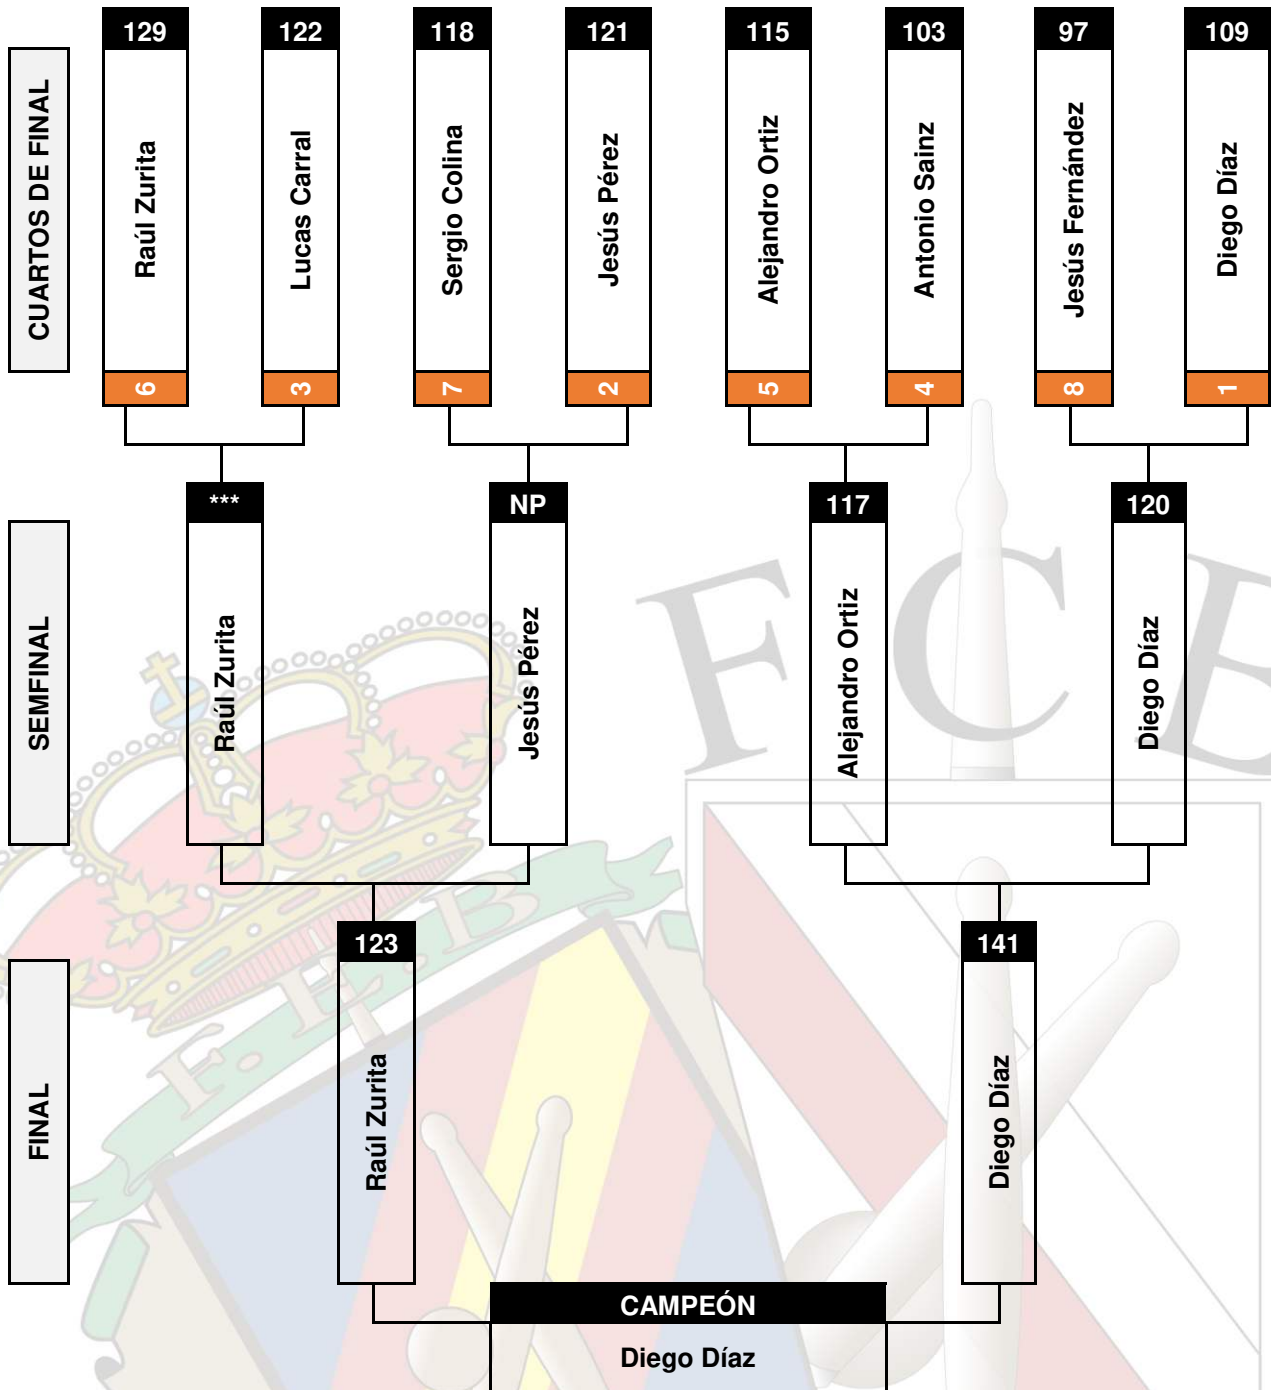 129 122 118 121 115 103 97 109
CUARTOS DE FINAL
Raúl Zurita
Lucas Carral
Sergio Colina
Jesús Pérez
Alejandro Ortiz
Antonio Sainz
Jesús Fernández
Diego Díaz
6 3 7 2 5 4 8 1
*** NP 117 120
SEMFINAL
Raúl Zurita
Jesús Pérez
Alejandro Ortiz
Diego Díaz
F C B
F. E. B
123 141
FINAL
Raúl Zurita
Diego Díaz
CAMPEÓN
Diego Díaz